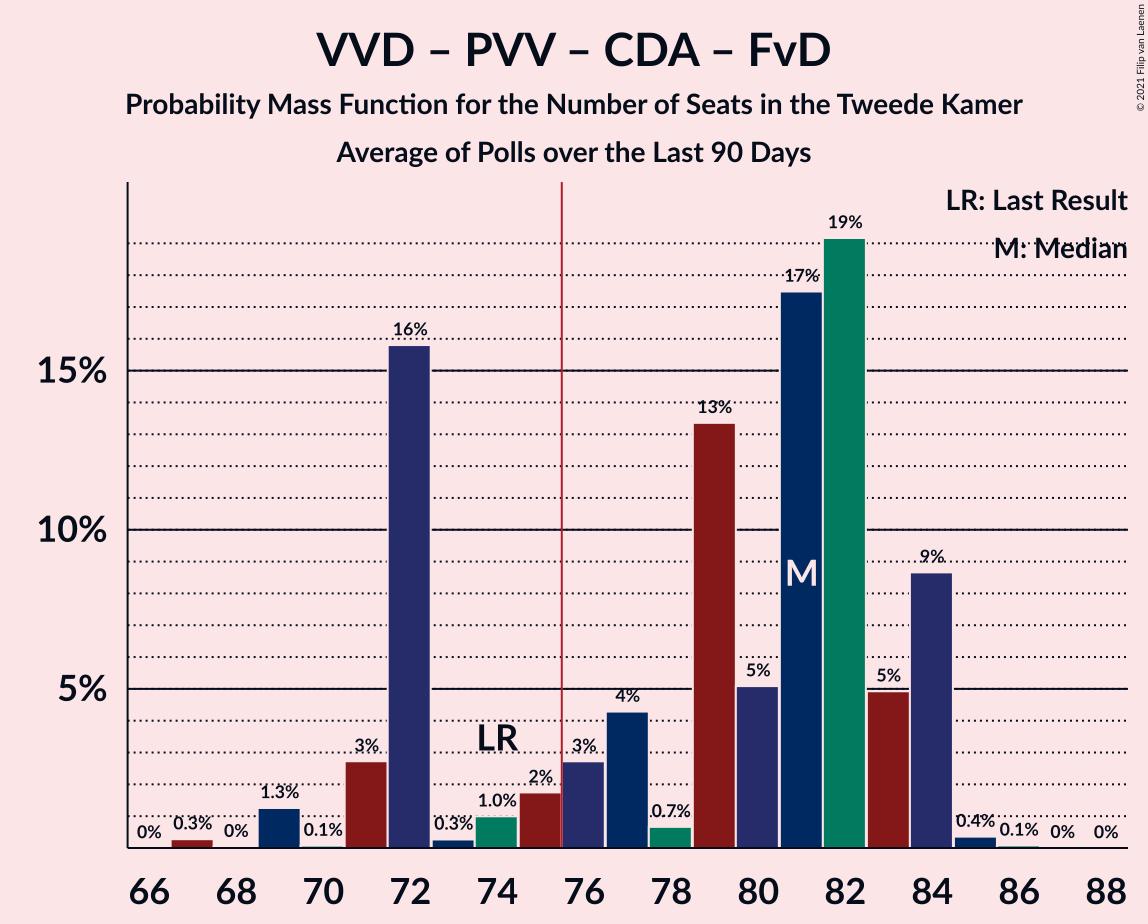 VVD – PVV – CDA – FvD
Probability Mass Function for the Number of Seats in the Tweede Kamer
Average of Polls over the Last 90 Days
© 2021 Filip van Laenen
LR: Last Result
M: Median
15%
10%
5%
0%
0.3%
0%
1.3%
0.1%
3%
16%
0.3%
1.0%
2%
3%
4%
0.7%
13%
5%
17%
19%
5%
9%
0.4%
0.1%
0%
0%
LR
M
66 68 70 72 74 76 78 80 82 84 86 88